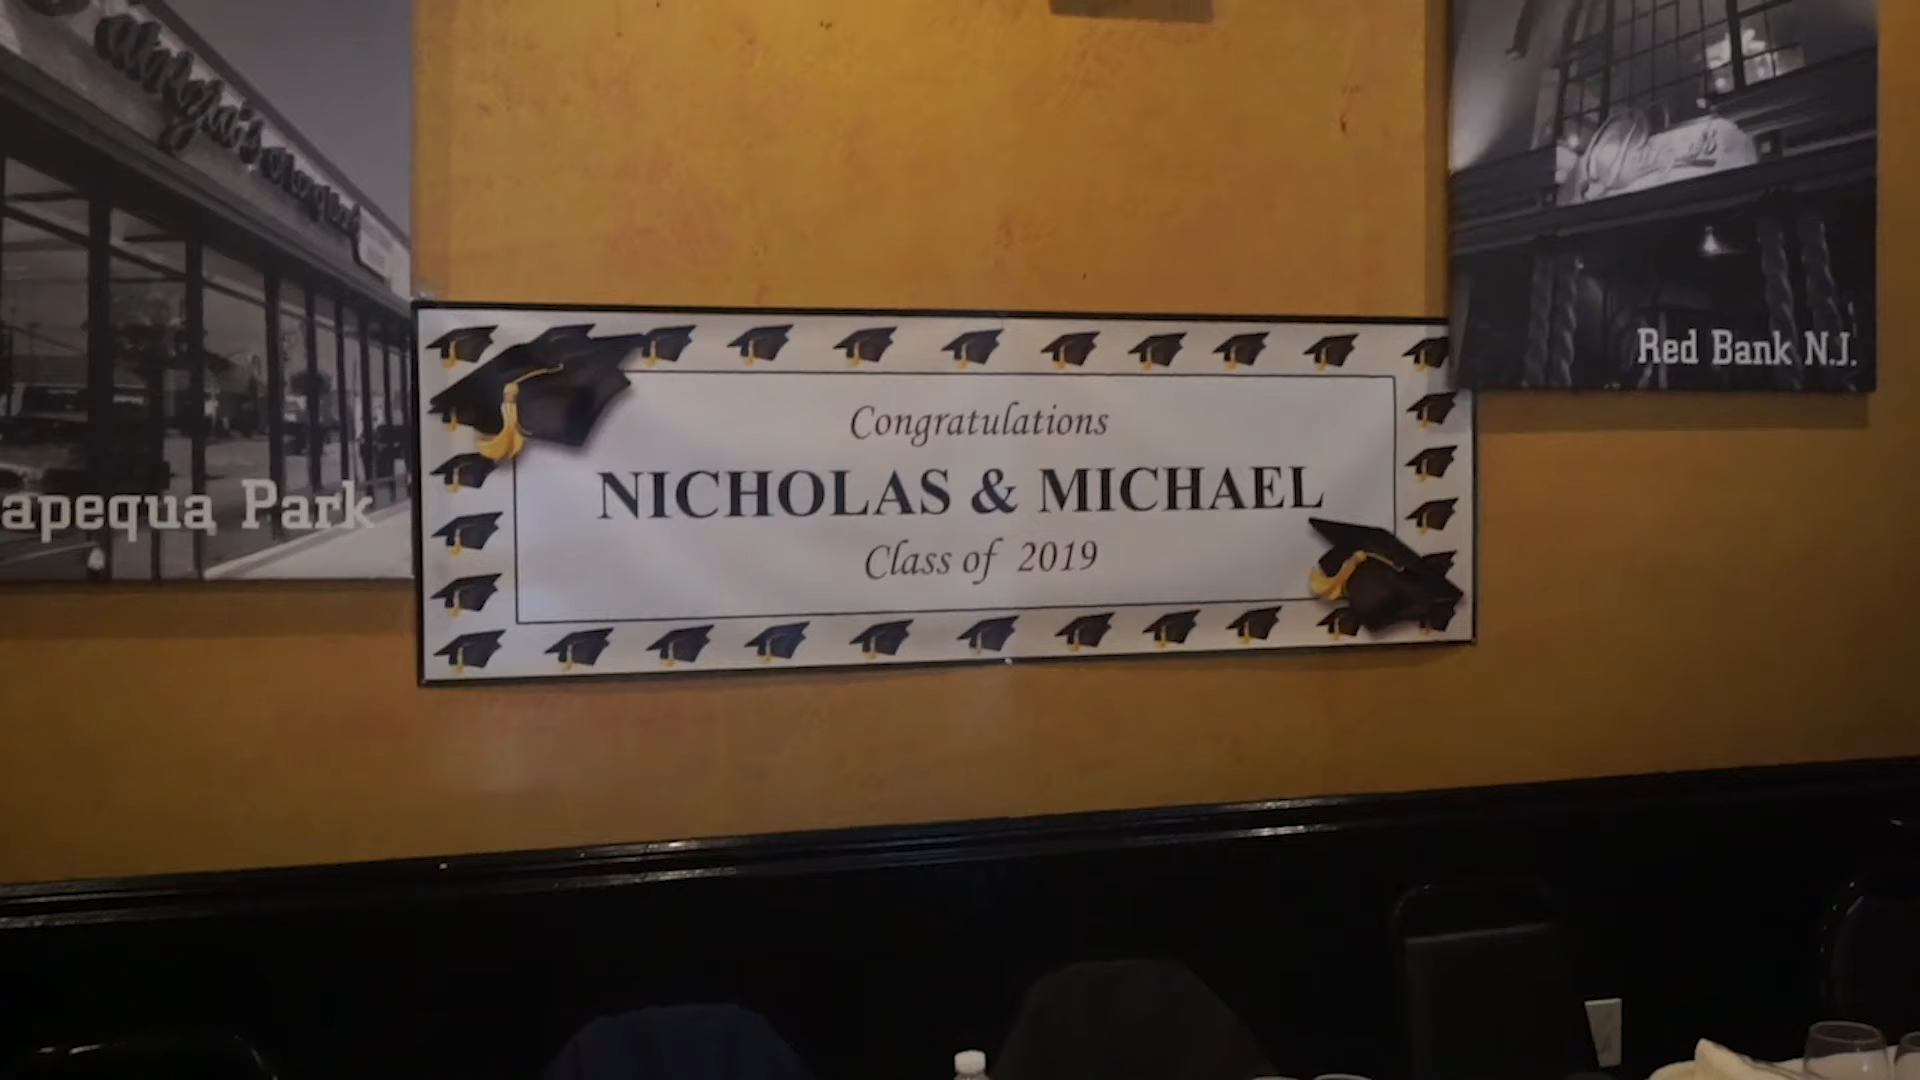 apequa Park
Congratulations
NICHOLAS & MICHAEL
Class of 2019
Red Bank N.J.